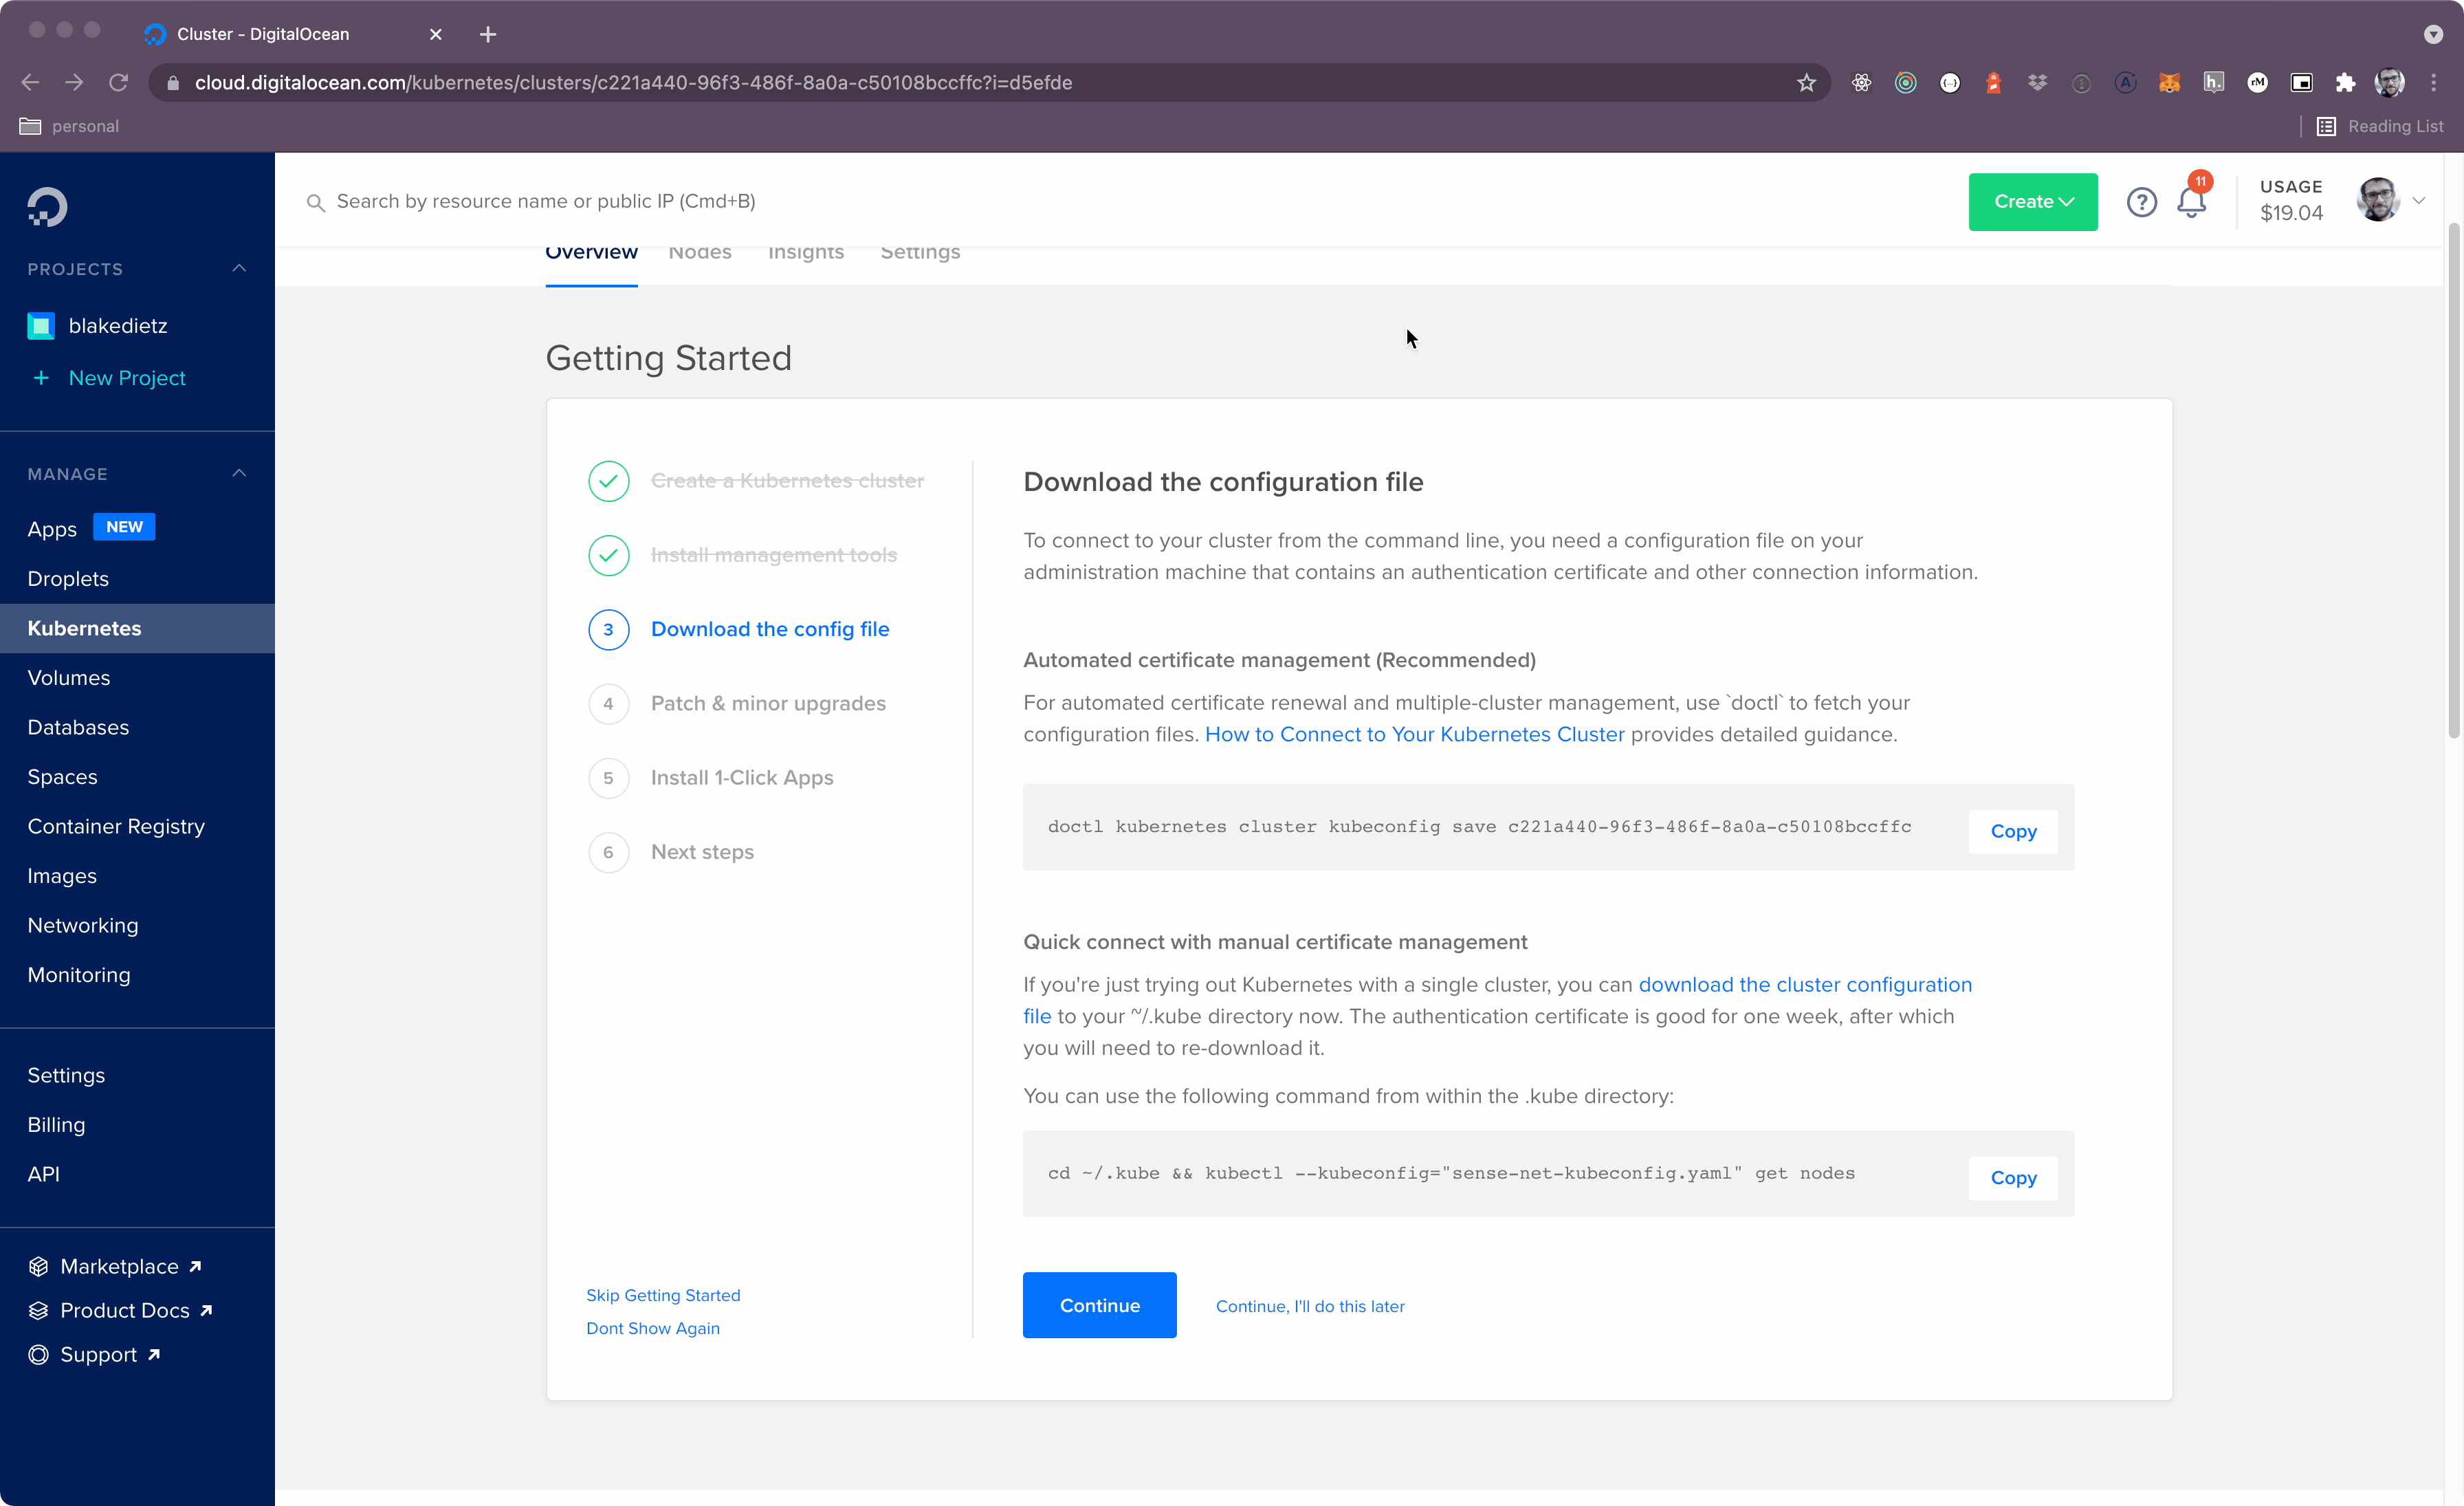 Cluster - DigitalOcean
cloud.digitalocean.com/kubernetes/clusters/c221a440-96f3-486f-8a0a-c50108bccffc?i=d5efde
personal
Reading List
Search by resource name or public IP (Cmd+B)
Create
11
USAGE
$19.04
PROJECTS
blakedietz
+ New Project
MANAGE
Apps NEW
Droplets
Kubernetes
Volumes
Databases
Spaces
Container Registry
Images
Networking
Monitoring
Settings
Billing
API
Marketplace
Product Docs
Support
Overview Nodes Insights Settings
Getting Started
Create a Kubernetes cluster
Install management tools
3 Download the config file
4 Patch & minor upgrades
5 Install 1-Click Apps
6 Next steps
Skip Getting Started
Dont Show Again
Download the configuration file
To connect to your cluster from the command line, you need a configuration file on your
administration machine that contains an authentication certificate and other connection information.
Automated certificate management (Recommended)
For automated certificate renewal and multiple-cluster management, use `doctl` to fetch your
configuration files. How to Connect to Your Kubernetes Cluster provides detailed guidance.
doctl kubernetes cluster kubeconfig save c221a440-96f3-486f-8a0a-c50108bccffc
Copy
Quick connect with manual certificate management
If you're just trying out Kubernetes with a single cluster, you can download the cluster configuration
file to your ~/.kube directory now. The authentication certificate is good for one week, after which
you will need to re-download it.
You can use the following command from within the .kube directory:
cd ~/.kube && kubectl --kubeconfig="sense-net-kubeconfig.yaml" get nodes
Copy
Continue
Continue, I'll do this later